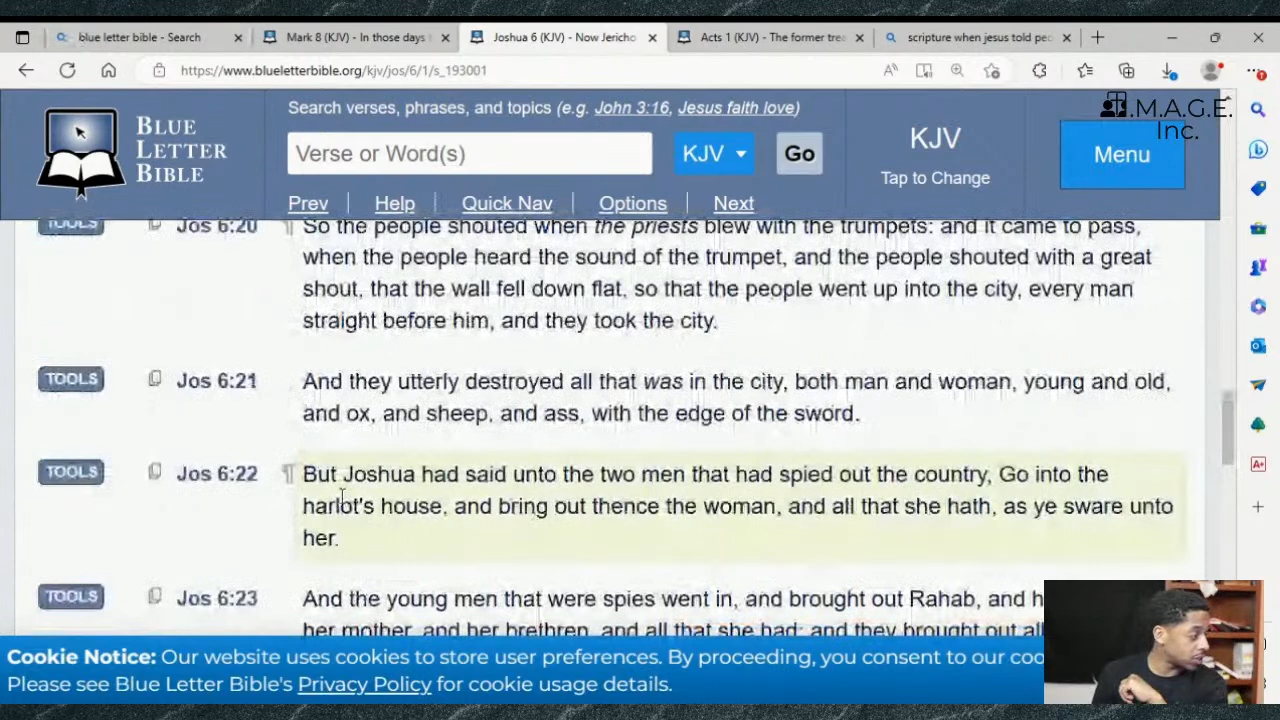 blue letter bible - Search
Mark 8 (KJV) - In those days
Joshua 6 (KJV) - Now Jericho
Acts 1 (KJV) - The former tre
scripture when jesus told peo
https://www.blueletterbible.org/kjv/jos/6/1/s_193001
Search verses, phrases, and topics (e.g. John 3:16, Jesus faith love)
BLUE
LETTER
BIBLE
Verse or Word(s)
KJV
Go
KJV
Tap to Change
.M.A.G.E.
Inc.
Menu
Prev
Help
Quick Nav
Options
Next
TOOLS
Jos 6:20
¶ So the people shouted when the priests blew with the trumpets: and it came to pass,
when the people heard the sound of the trumpet, and the people shouted with a great
shout, that the wall fell down flat, so that the people went up into the city, every man
straight before him, and they took the city.
TOOLS
Jos 6:21
And they utterly destroyed all that was in the city, both man and woman, young and old,
and ox, and sheep, and ass, with the edge of the sword.
TOOLS
Jos 6:22
¶ But Joshua had said unto the two men that had spied out the country, Go into the
harlot's house, and bring out thence the woman, and all that she hath, as ye sware unto
her.
TOOLS
Jos 6:23
And the young men that were spies went in, and brought out Rahab, and h
her mother, and her brethren, and all that she had; and they brought out all
Cookie Notice: Our website uses cookies to store user preferences. By proceeding, you consent to our coo
Please see Blue Letter Bible's Privacy Policy for cookie usage details.